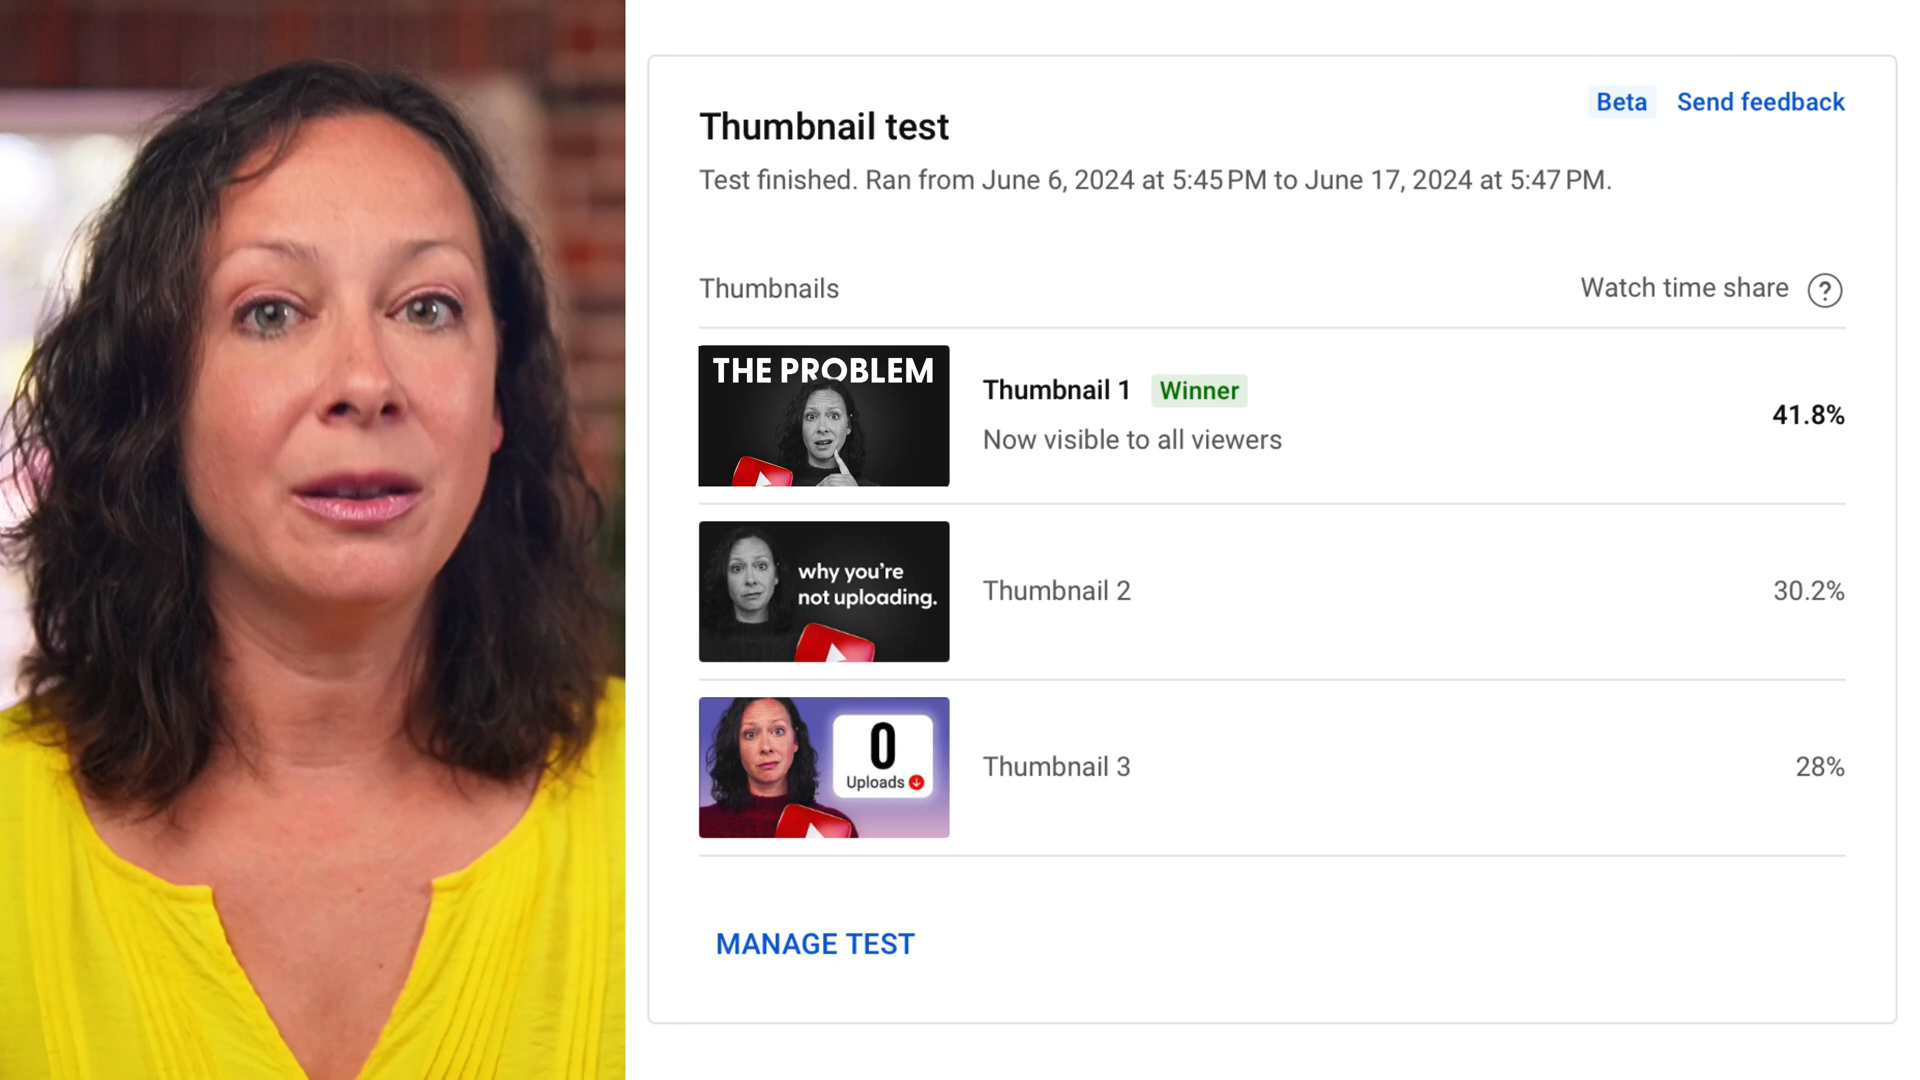 Beta Send feedback
Thumbnail test
Test finished. Ran from June 6, 2024 at 5:45 PM to June 17, 2024 at 5:47 PM.
Thumbnails Watch time share ?
THE PROBLEM
Thumbnail 1 Winner
Now visible to all viewers
41.8%
why you're
not uploading.
Thumbnail 2
30.2%
0
Uploads
Thumbnail 3
28%
MANAGE TEST